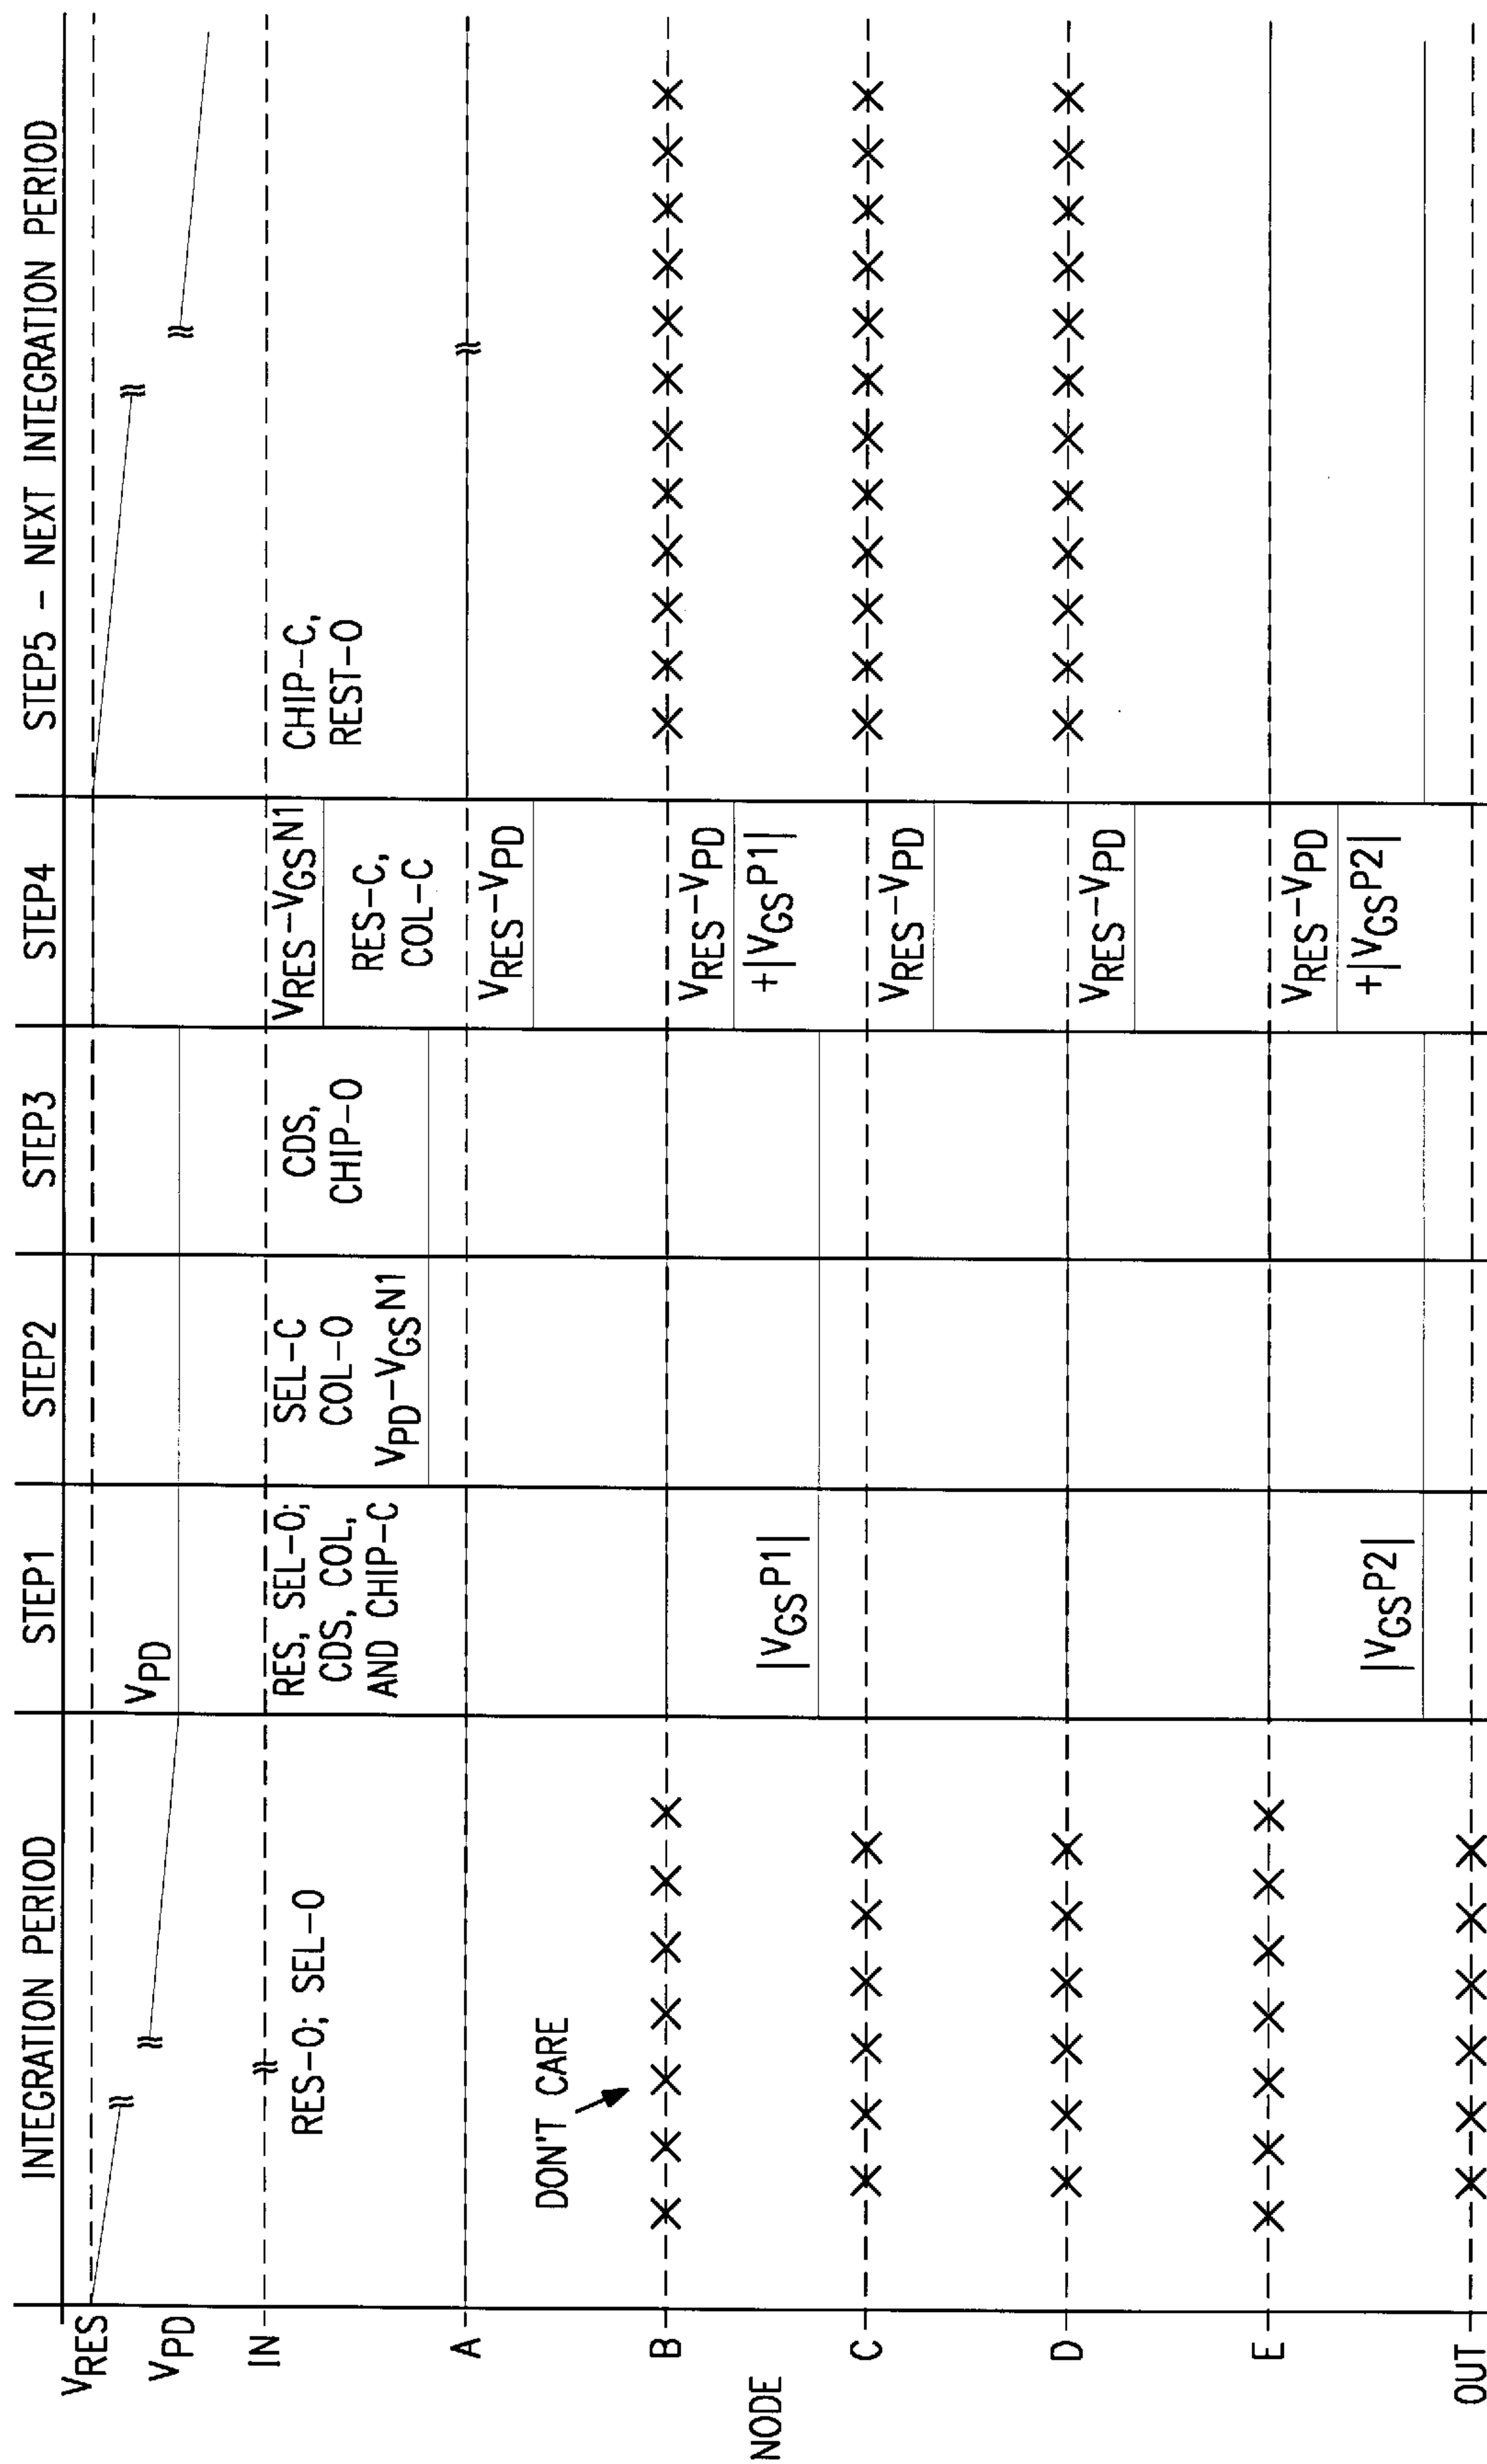 INTEGRATION PERIOD
STEP1
STEP2
STEP3
STEP4
STEP5 – NEXT INTEGRATION PERIOD
VRES
VPD
VPD
IN
RES–O; SEL–O
RES, SEL–O;
CDS, COL,
AND CHIP–C
SEL–C
COL–O
VPD–VGSN1
CDS,
CHIP–O
VRES–VGSN1
RES–C,
COL–C
CHIP–C,
REST–O
A
VRES–VPD
DON'T CARE
B
|VGSP1|
VRES–VPD
+|VGSP1|
NODE
C
VRES–VPD
D
VRES–VPD
E
|VGSP2|
VRES–VPD
+|VGSP2|
OUT